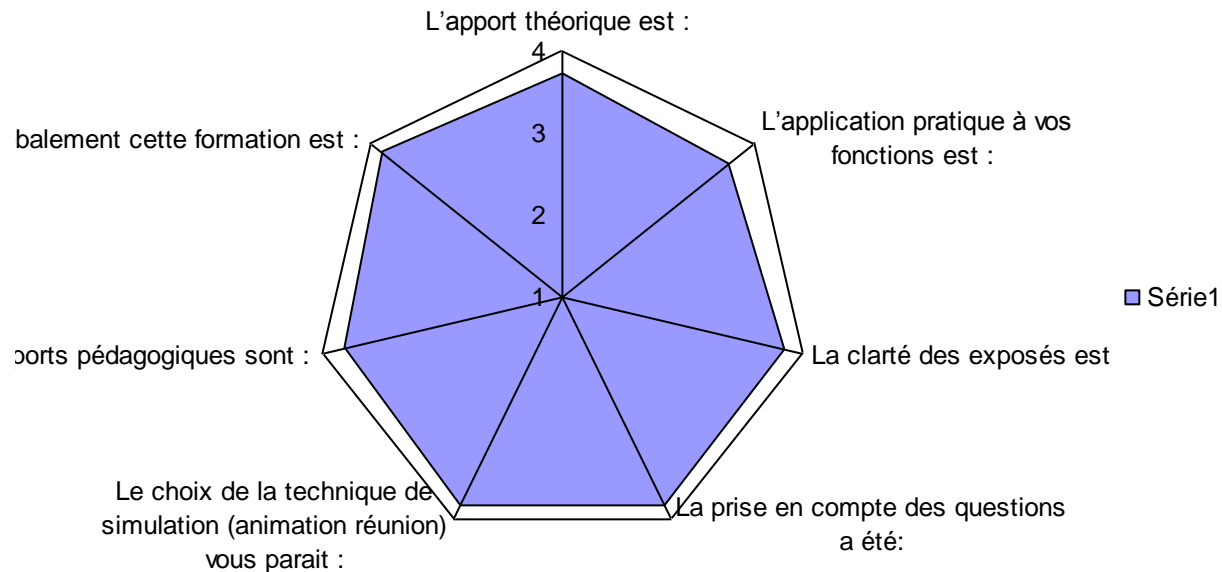 L'apport théorique est :
4
L'application pratique à vos
fonctions est :
balement cette formation est :
3
2
1
Série1
ports pédagogiques sont :
La clarté des exposés est
Le choix de la technique de
simulation (animation réunion)
vous parait :
La prise en compte des questions
a été: